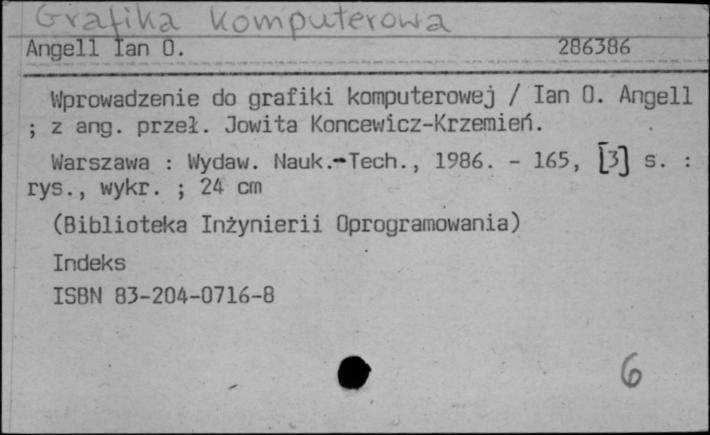 Grafika komputerowa
Angell Ian O. 286386
Wprowadzenie do grafiki komputerowej / Ian O. Angell
; z ang. przeł. Jowita Koncewicz-Krzemień.
Warszawa : Wydaw. Nauk.-Tech., 1986. - 165, [3] s. :
rys., wykr. ; 24 cm
(Biblioteka Inżynierii Oprogramowania)
Indeks
ISBN 83-204-0716-8
6